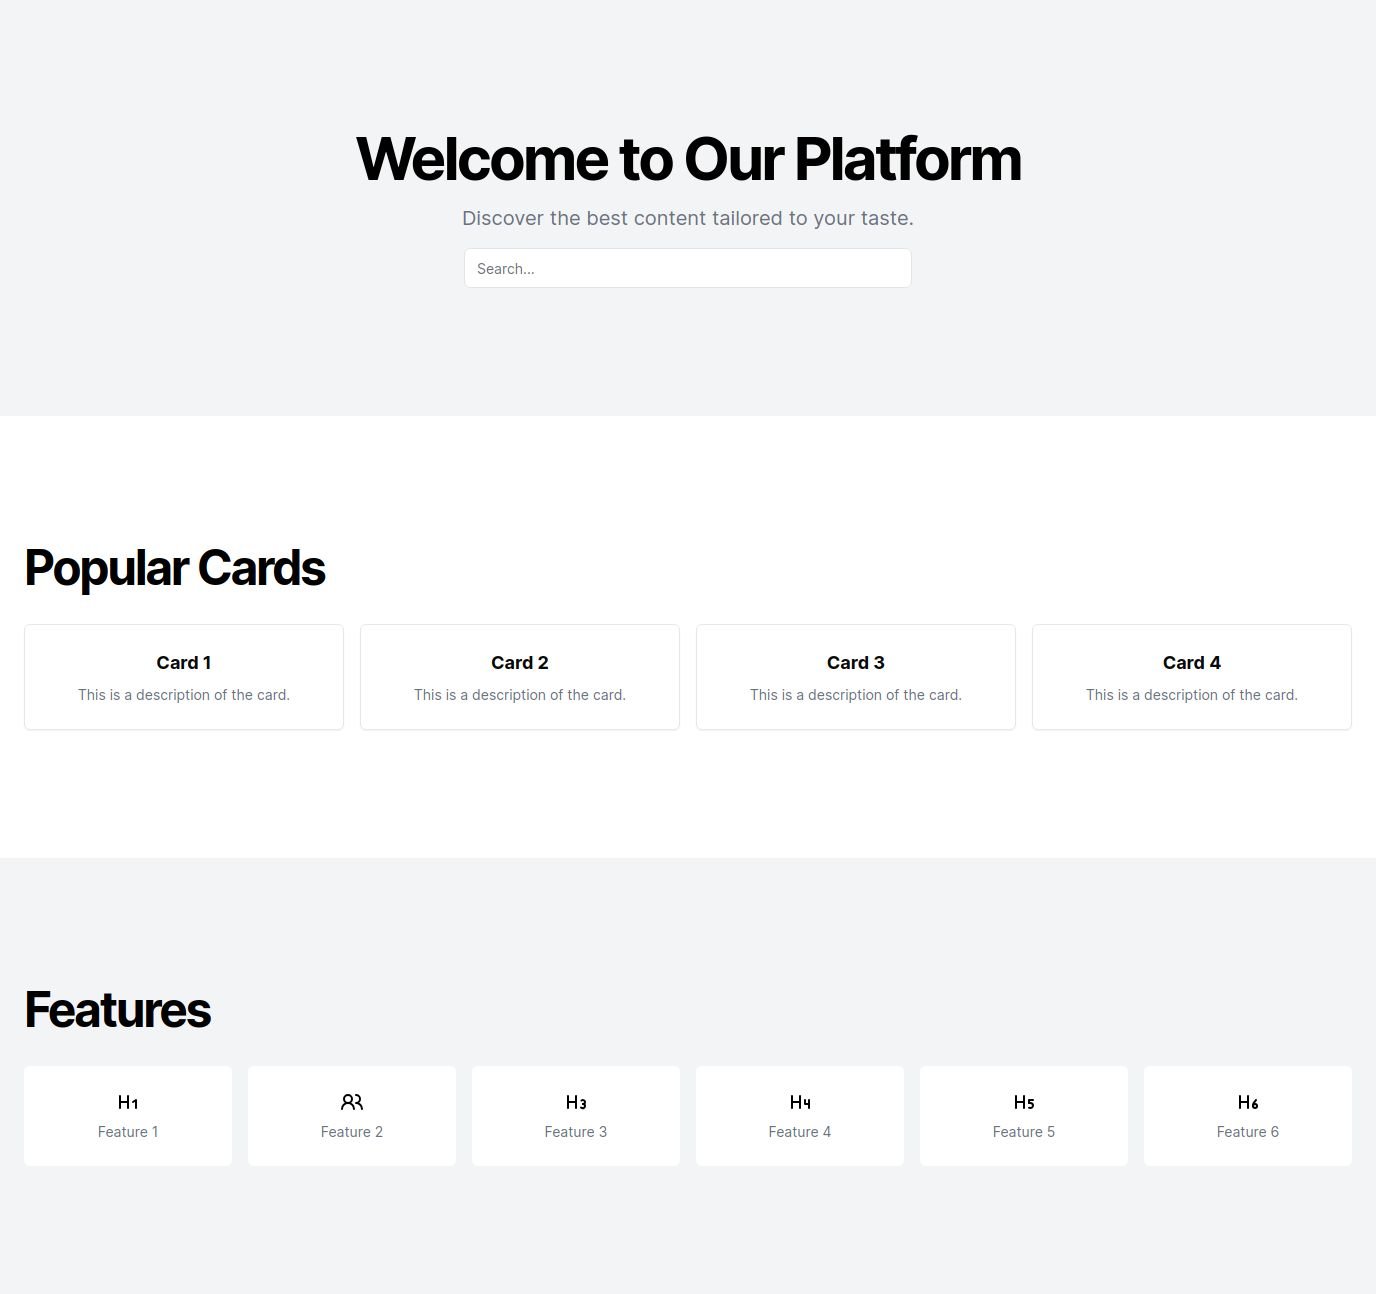 Welcome to Our Platform
Discover the best content tailored to your taste.
Search...
Popular Cards
Card 1
This is a description of the card.
Card 2
This is a description of the card.
Card 3
This is a description of the card.
Card 4
This is a description of the card.
Features
H1
Feature 1
Feature 2
H3
Feature 3
H4
Feature 4
H5
Feature 5
H6
Feature 6